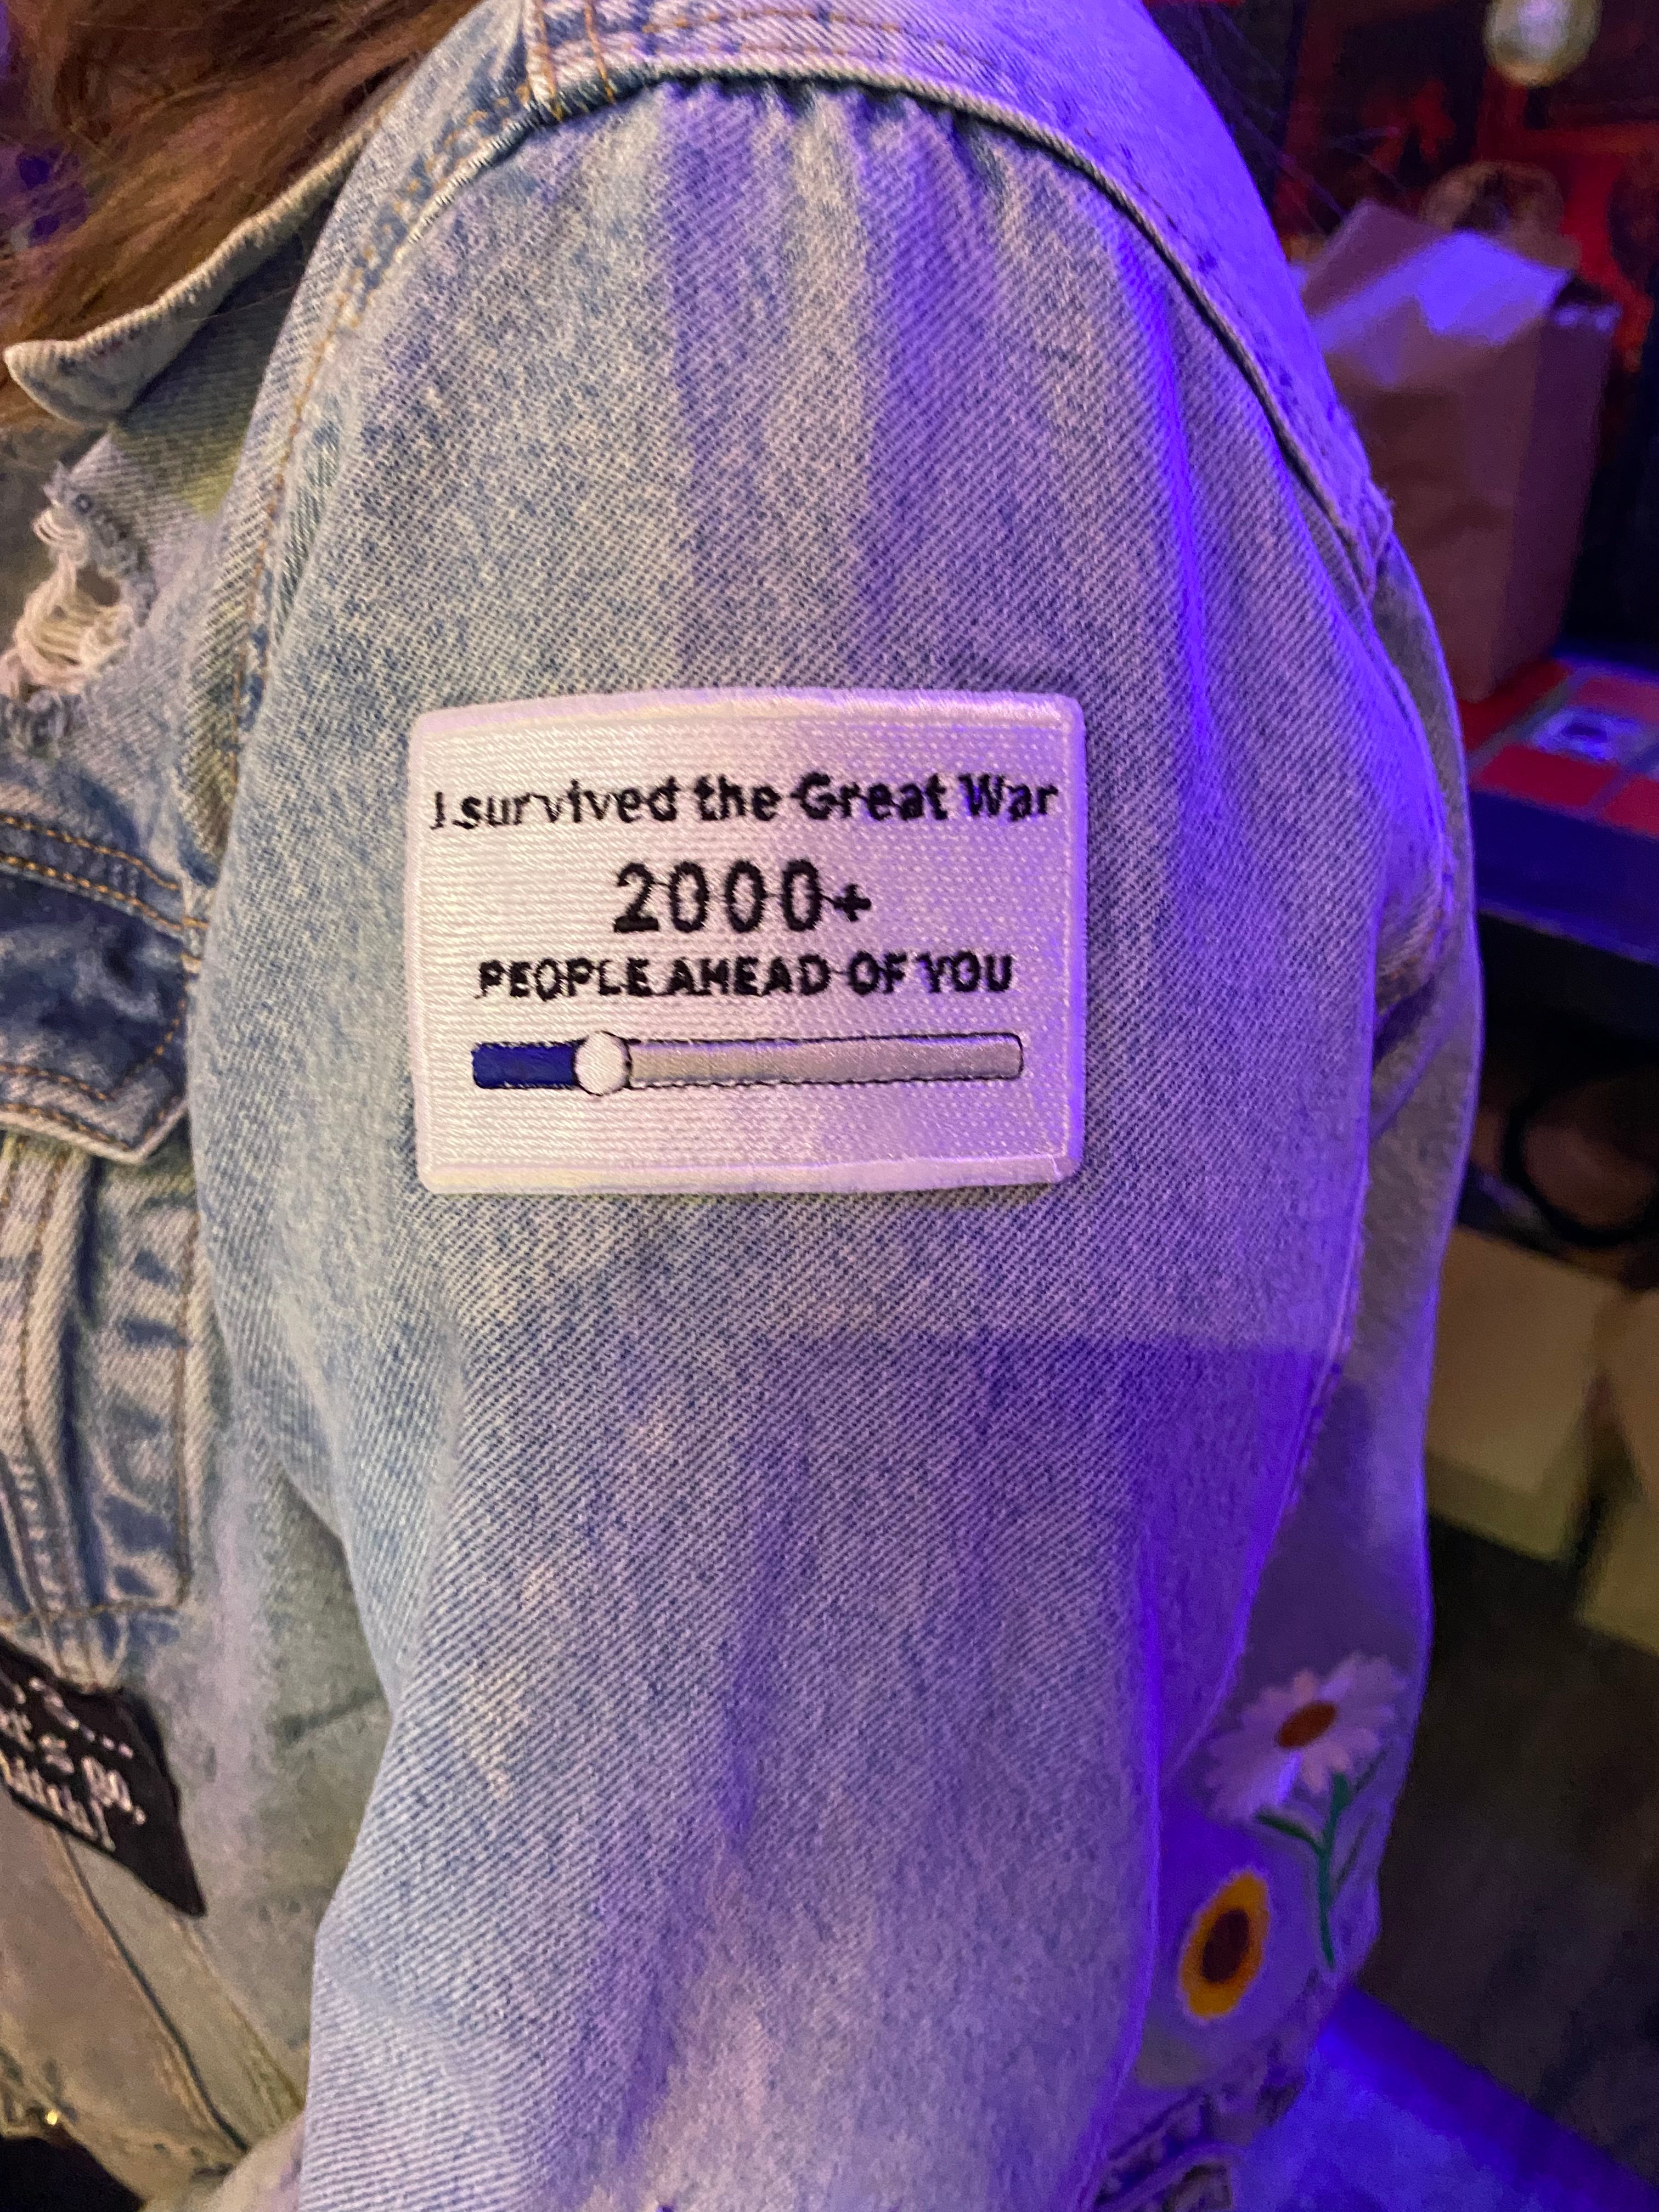 I survived the Great War
2000+
PEOPLE AHEAD OF YOU